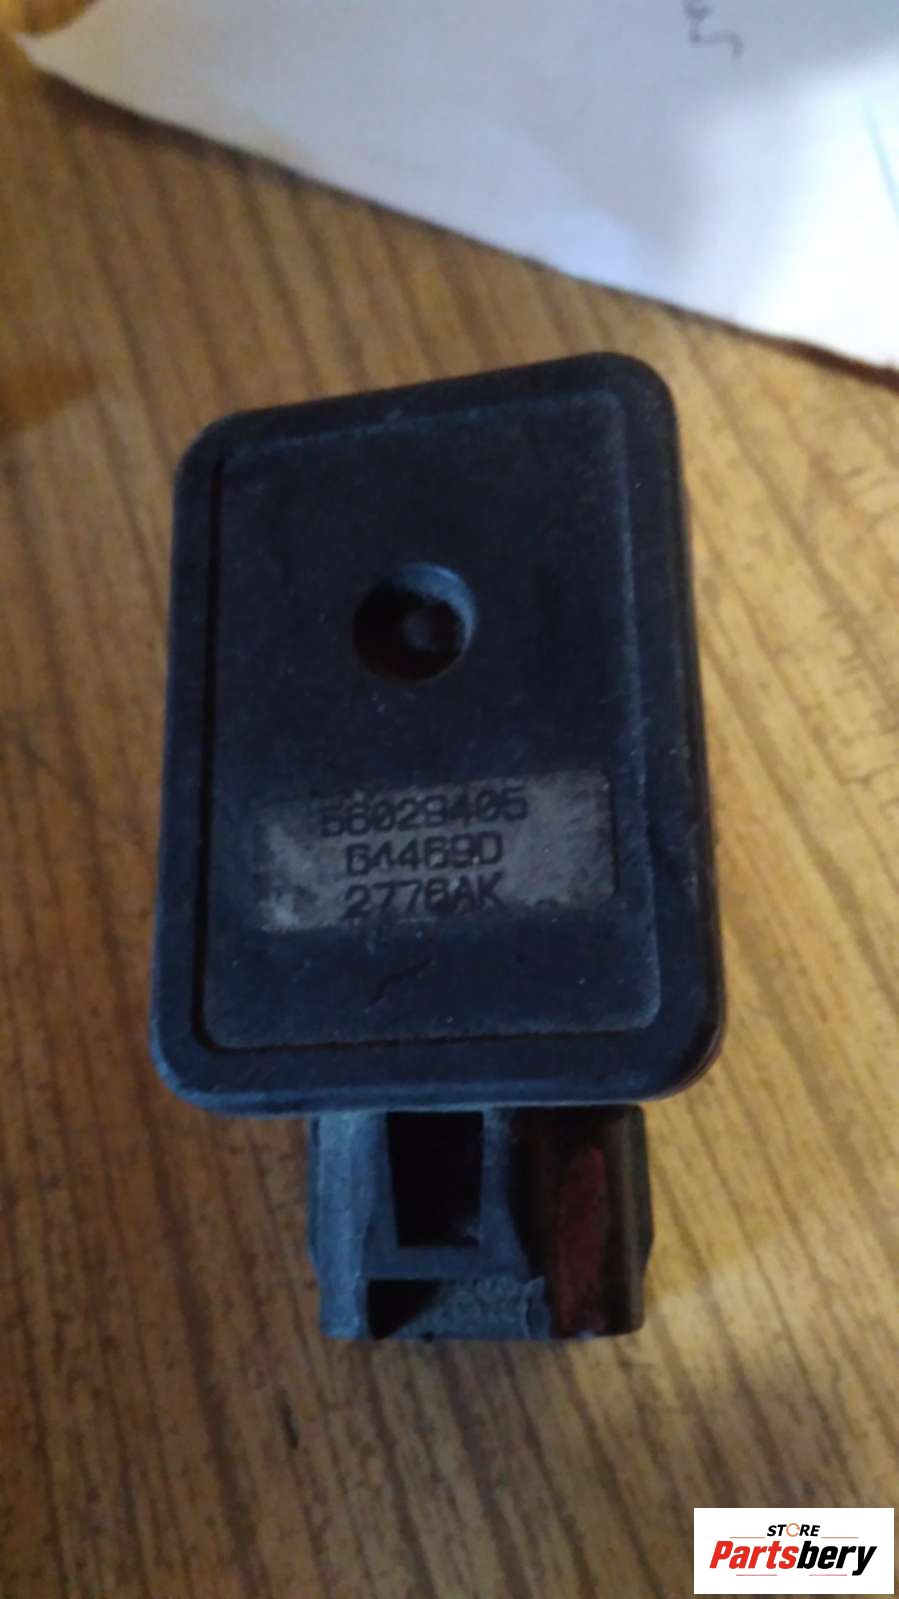 56029405
64469D
2776AK
STORE
Partsbery